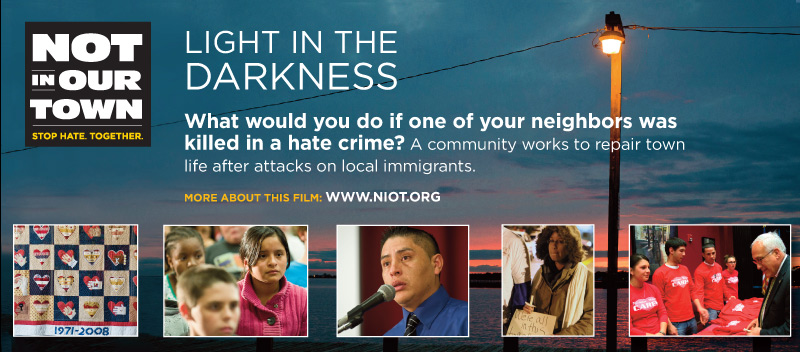 NOT
IN OUR
TOWN
STOP HATE. TOGETHER.
LIGHT IN THE
DARKNESS
What would you do if one of your neighbors was
killed in a hate crime? A community works to repair town
life after attacks on local immigrants.
MORE ABOUT THIS FILM: WWW.NIOT.ORG
1971-2008